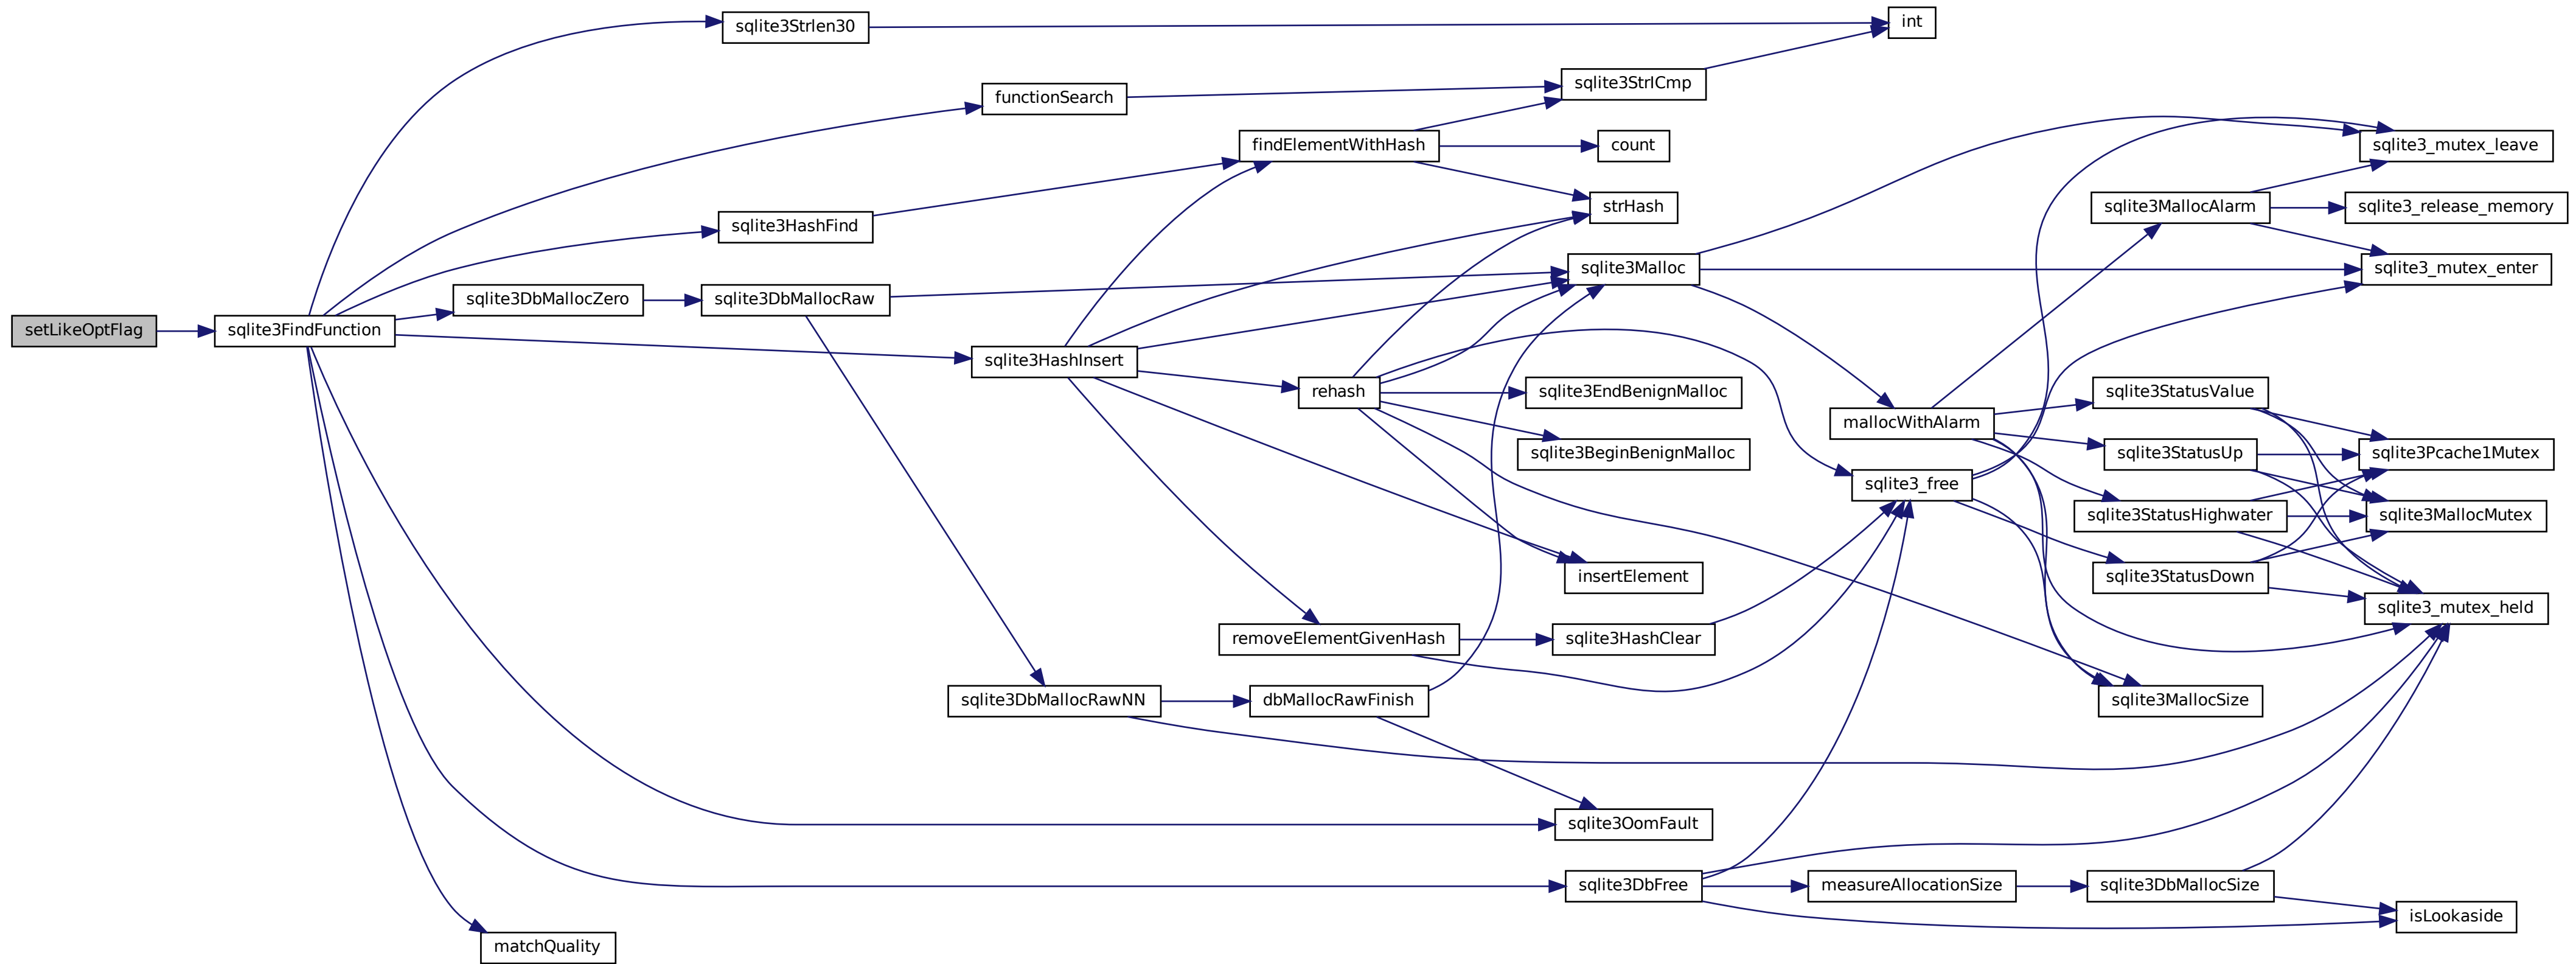 setLikeOptFlag
sqlite3FindFunction
sqlite3Strlen30
int
functionSearch
sqlite3StrICmp
findElementWithHash
count
sqlite3_mutex_leave
sqlite3HashFind
strHash
sqlite3MallocAlarm
sqlite3_release_memory
sqlite3DbMallocZero
sqlite3DbMallocRaw
sqlite3Malloc
sqlite3_mutex_enter
sqlite3HashInsert
rehash
sqlite3EndBenignMalloc
sqlite3BeginBenignMalloc
mallocWithAlarm
sqlite3StatusValue
sqlite3StatusUp
sqlite3Pcache1Mutex
sqlite3_free
sqlite3StatusHighwater
sqlite3MallocMutex
insertElement
sqlite3StatusDown
sqlite3_mutex_held
removeElementGivenHash
sqlite3HashClear
sqlite3DbMallocRawNN
dbMallocRawFinish
sqlite3MallocSize
sqlite3OomFault
sqlite3DbFree
measureAllocationSize
sqlite3DbMallocSize
isLookaside
matchQuality